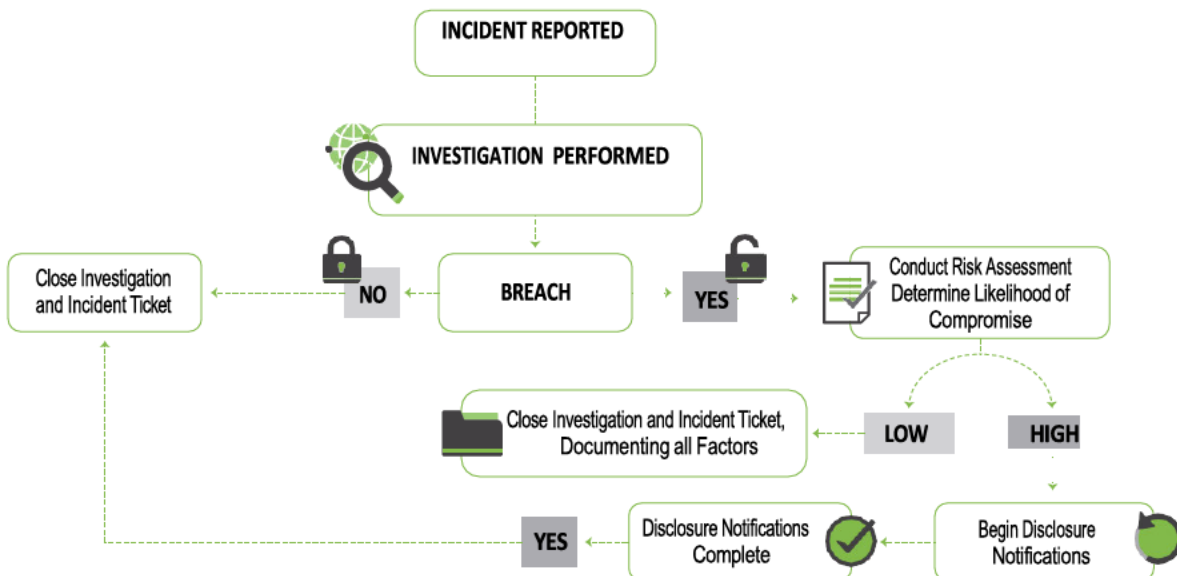 INCIDENT REPORTED
INVESTIGATION PERFORMED
Close Investigation
and Incident Ticket
NO
BREACH
YES
Conduct Risk Assessment
Determine Likelihood of
Compromise
Close Investigation and Incident Ticket,
Documenting all Factors
LOW
HIGH
YES
Disclosure Notifications
Complete
Begin Disclosure
Notifications